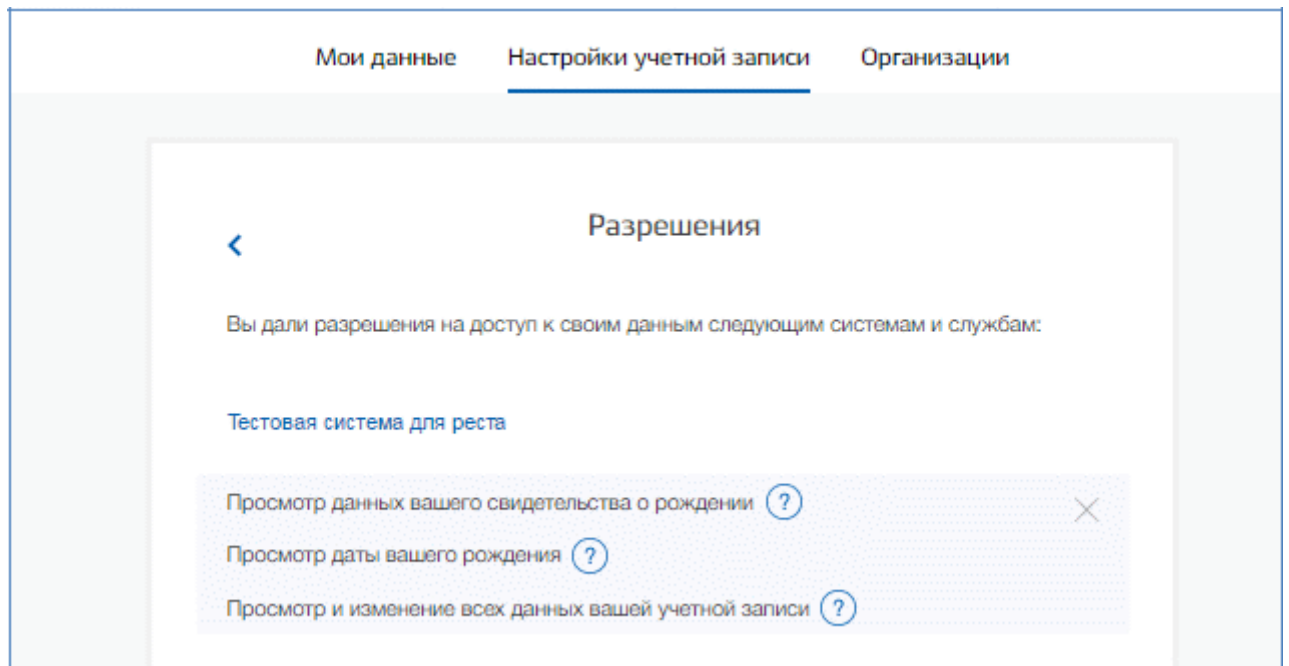 Мои данные Настройки учетной записи Организации
Разрешения
Вы дали разрешения на доступ к своим данным следующим системам и службам:
Тестовая система для реста
Просмотр данных вашего свидетельства о рождении ?
Просмотр даты вашего рождения ?
Просмотр и изменение всех данных вашей учетной записи ?